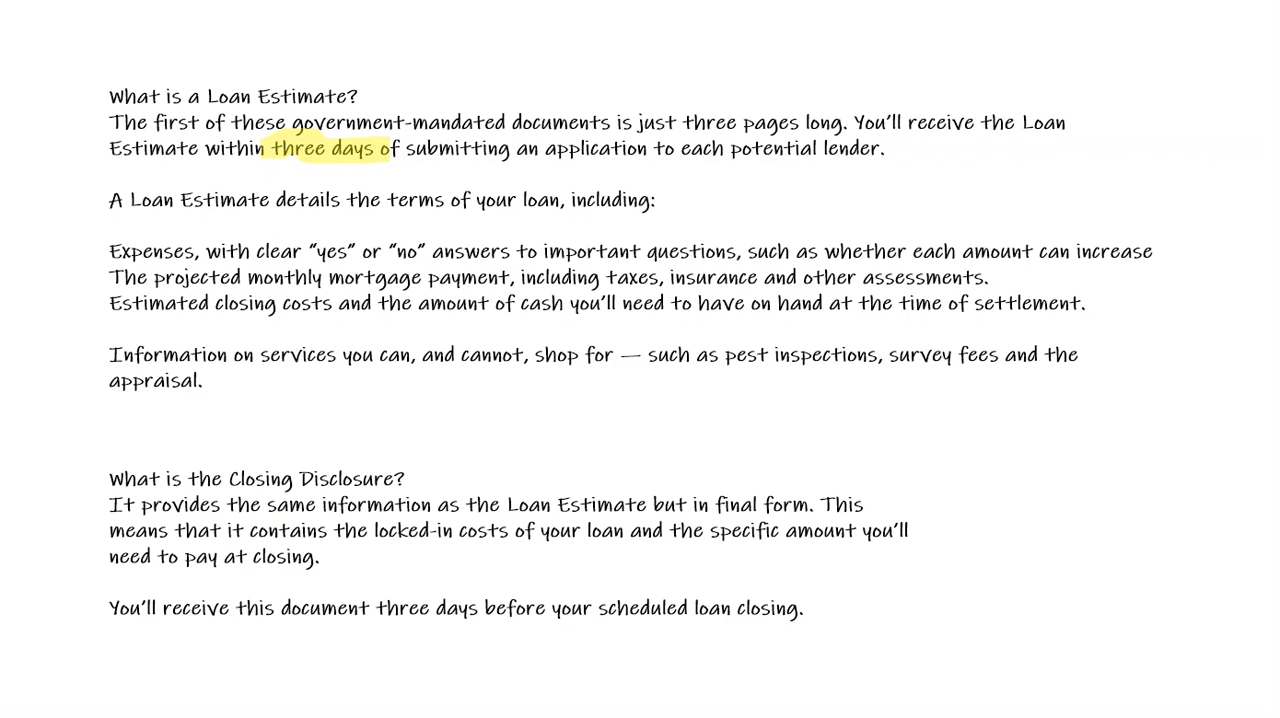 What is a Loan Estimate?
The first of these government-mandated documents is just three pages long. You'll receive the Loan
Estimate within three days of submitting an application to each potential lender.
A Loan Estimate details the terms of your loan, including:
Expenses, with clear "yes" or "no" answers to important questions, such as whether each amount can increase
The projected monthly mortgage payment, including taxes, insurance and other assessments.
Estimated closing costs and the amount of cash you'll need to have on hand at the time of settlement.
Information on services you can, and cannot, shop for — such as pest inspections, survey fees and the
appraisal.
What is the Closing Disclosure?
It provides the same information as the Loan Estimate but in final form. This
means that it contains the locked-in costs of your loan and the specific amount you'll
need to pay at closing.
You'll receive this document three days before your scheduled loan closing.